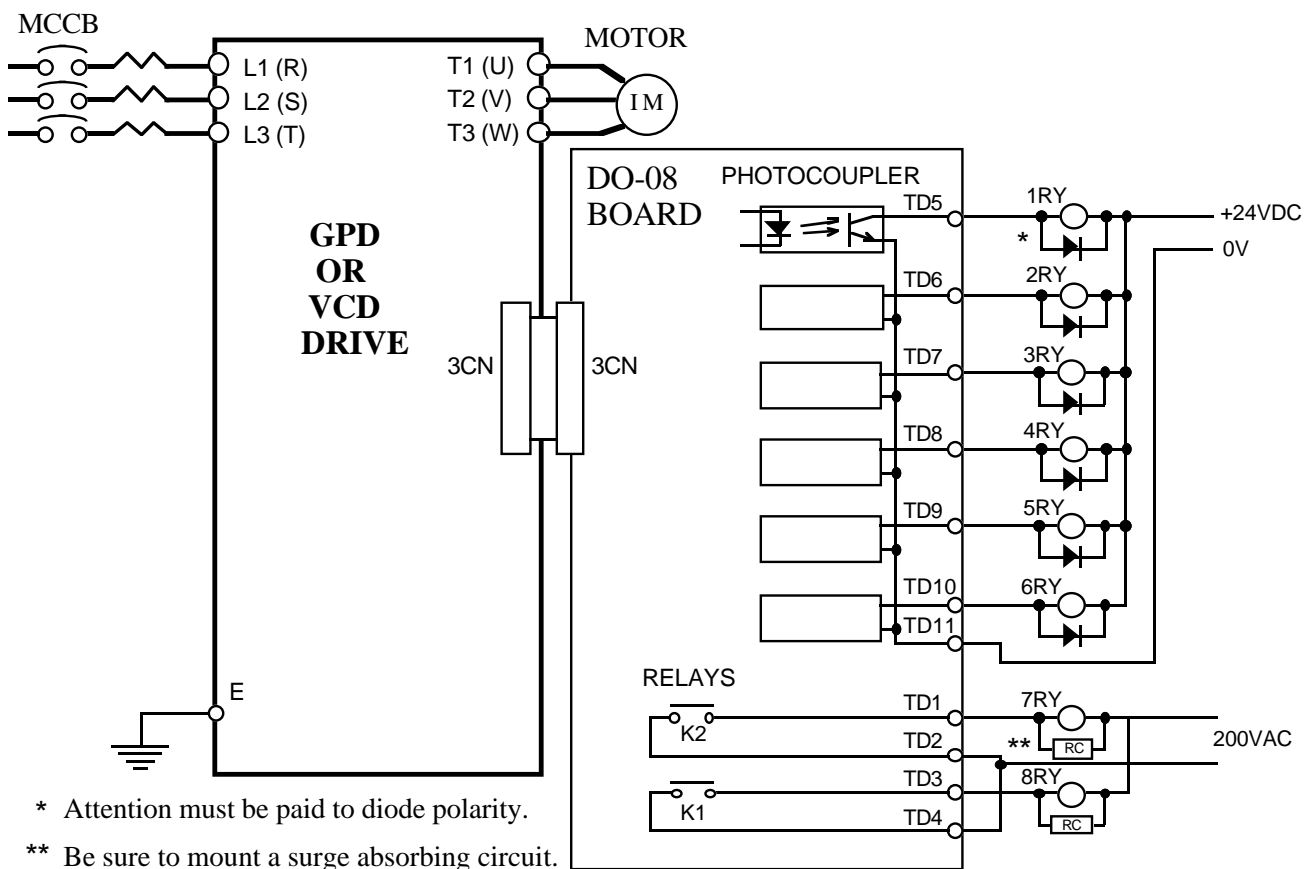 MCCB
MOTOR
L1 (R)
T1 (U)
L2 (S)
T2 (V)
IM
L3 (T)
T3 (W)
DO-08
BOARD
PHOTOCOUPLER
TD5
1RY
+24VDC
*
0V
GPD
OR
VCD
DRIVE
TD6
2RY
3CN
3CN
TD7
3RY
TD8
4RY
TD9
5RY
TD10
6RY
TD11
E
RELAYS
TD1
7RY
K2
TD2
**
RC
200VAC
TD3
8RY
K1
TD4
RC
* Attention must be paid to diode polarity.
** Be sure to mount a surge absorbing circuit.